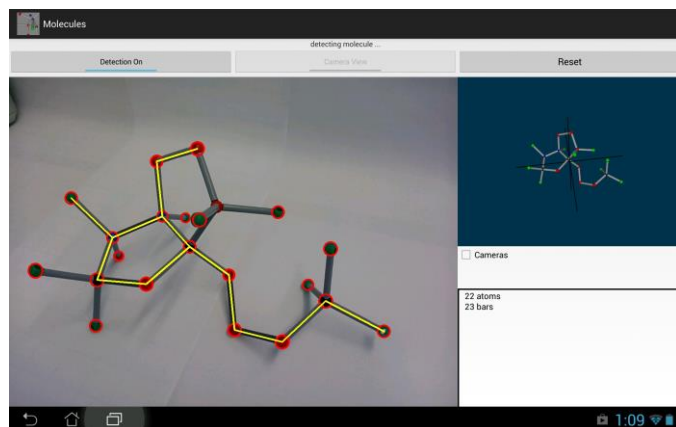 Molecules
detecting molecule ...
Detection On
Camera View
Reset
Cameras
22 atoms
23 bars
1:09